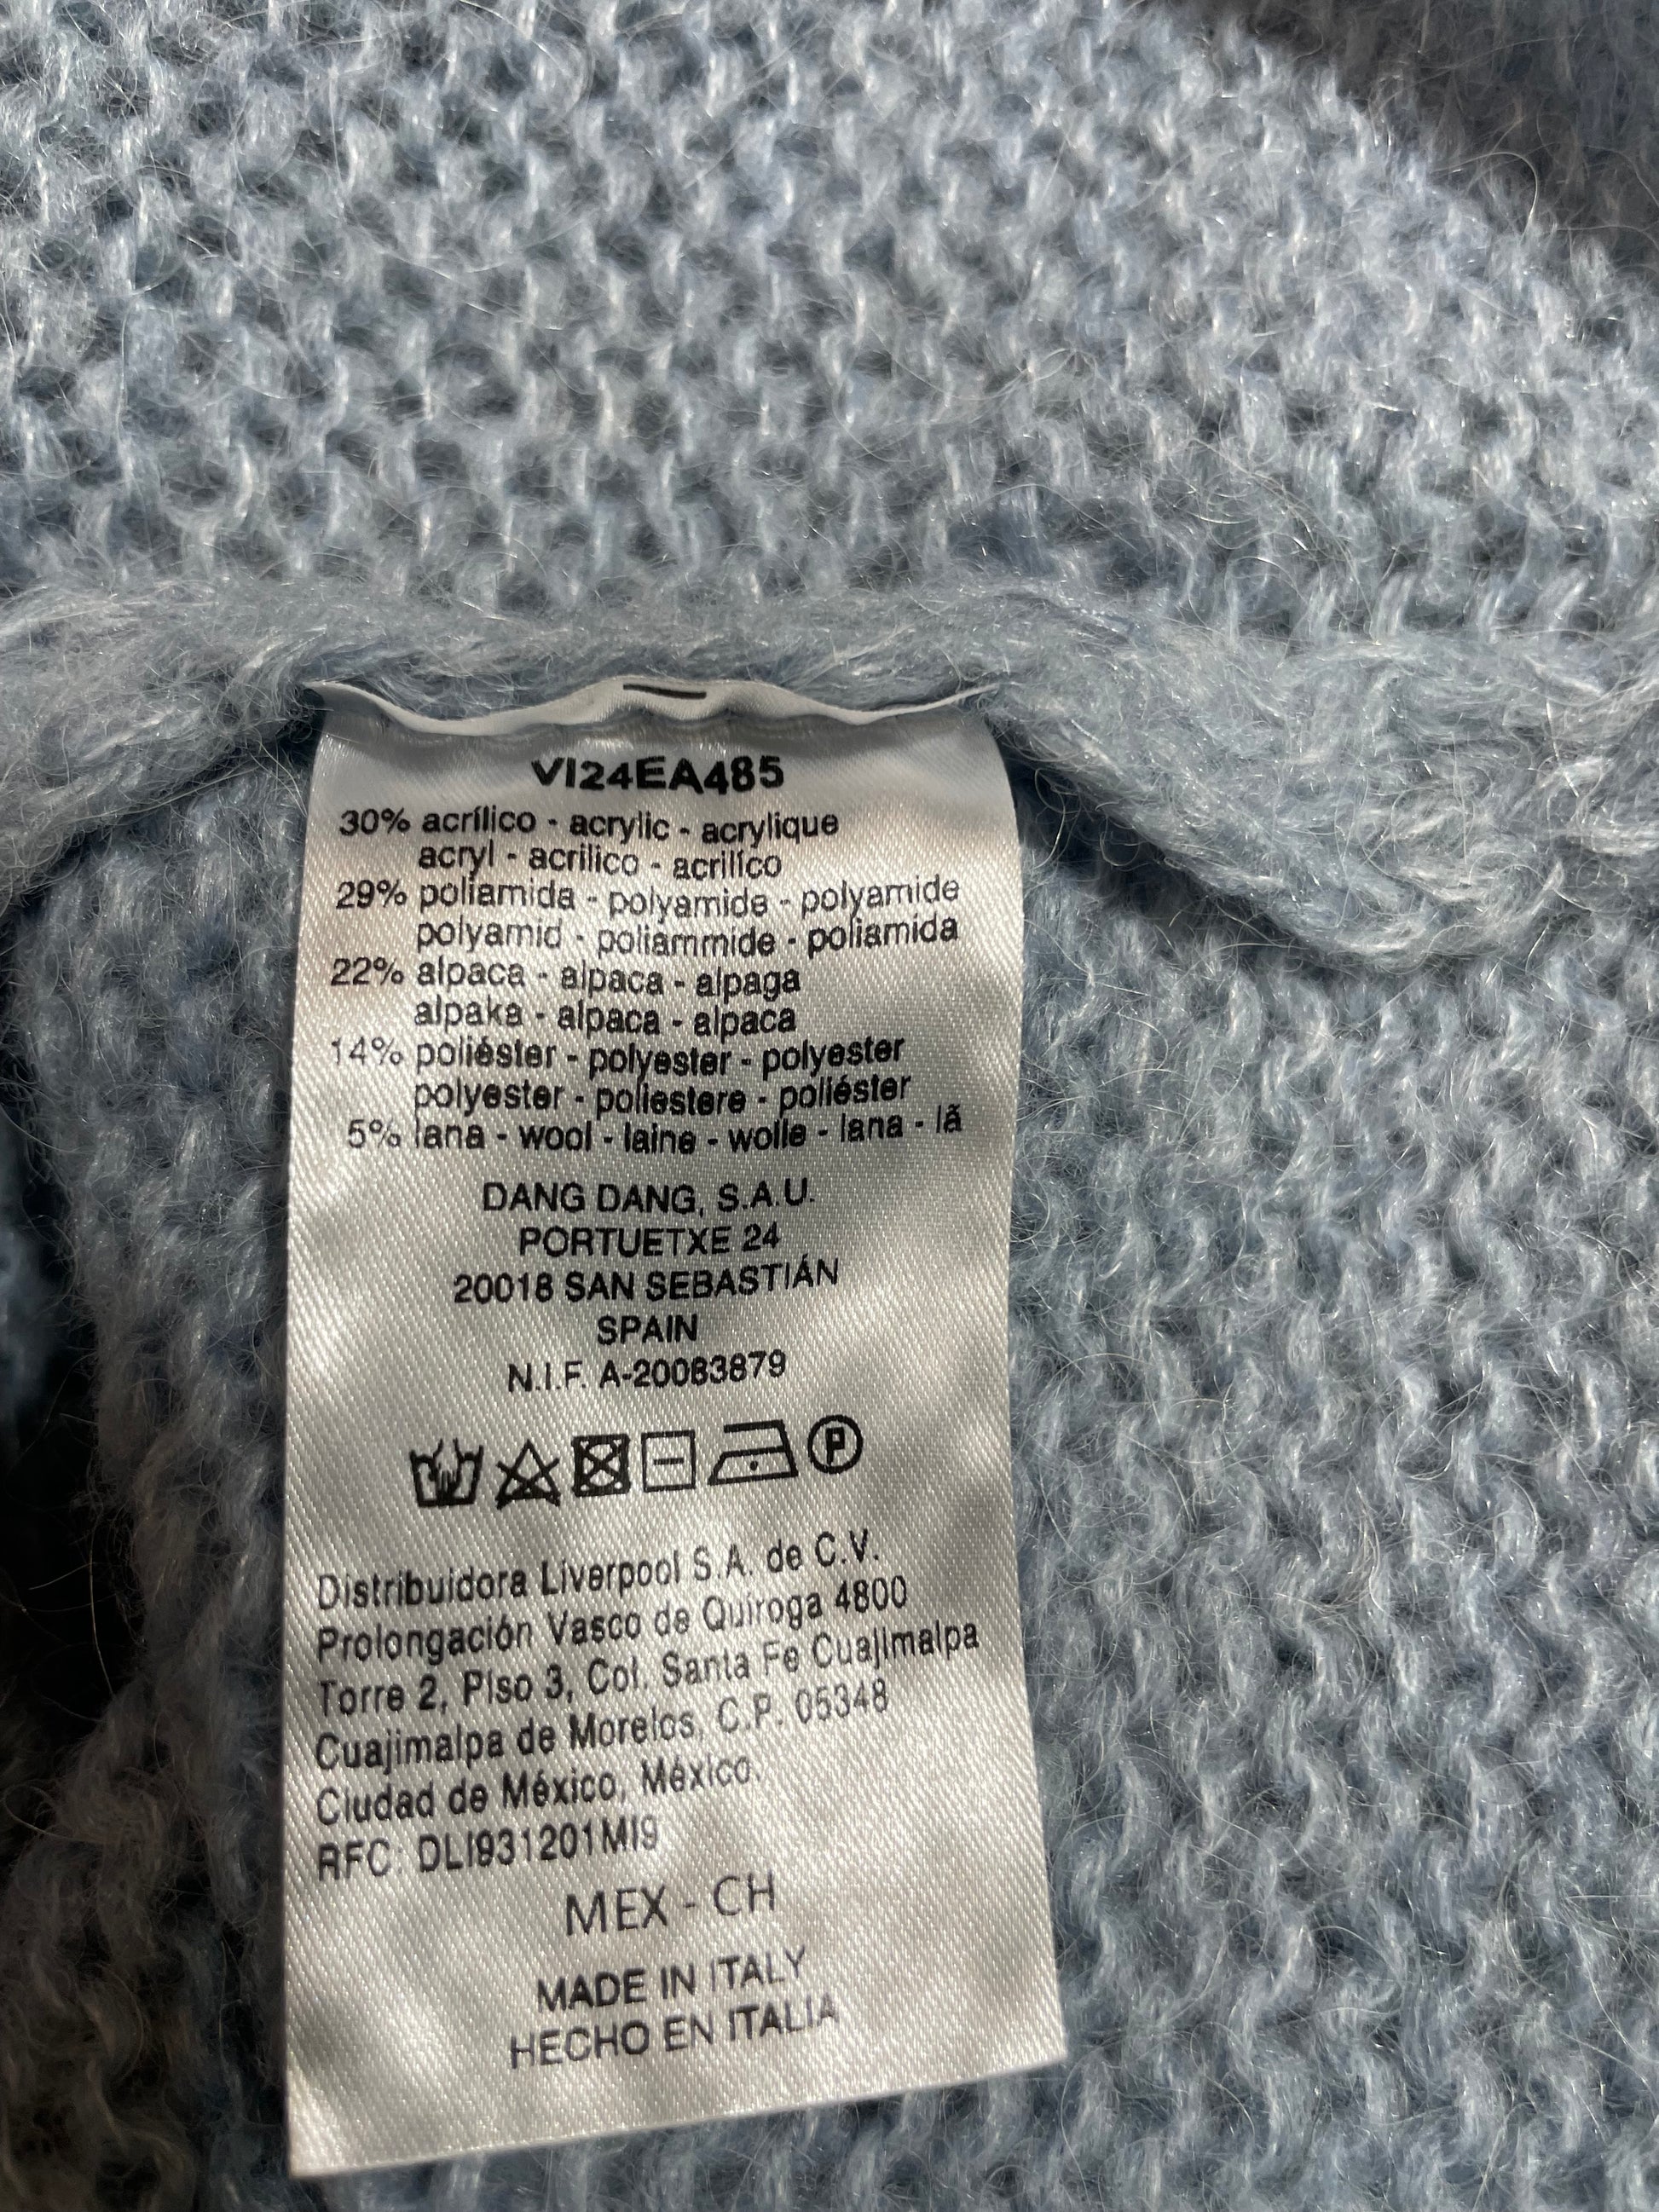 VI24EA485
30% acrílico - acrylic - acrylique
acryl - acrilico - acrilíco
29% poliamida - polyamide - polyamide
polyamid - poliammide - poliamida
22% alpaca - alpaca - alpaga
alpaka - alpaca - alpaca
14% poliéster - polyester - polyester
polyester - poliestere - poliéster
5% lana - wool - laine - wolle - lana - lã
DANG DANG, S.A.U.
PORTUETXE 24
20018 SAN SEBASTIÁN
SPAIN
N.I.F. A-20083879
P
Distribuidora Liverpool S.A. de C.V.
Prolongación Vasco de Quiroga 4800
Torre 2, Piso 3, Col. Santa Fe Cuajimalpa
Cuajimalpa de Morelos, C.P. 05348
Ciudad de México, México.
RFC: DLI931201MI9
MEX - CH
MADE IN ITALY
HECHO EN ITALIA